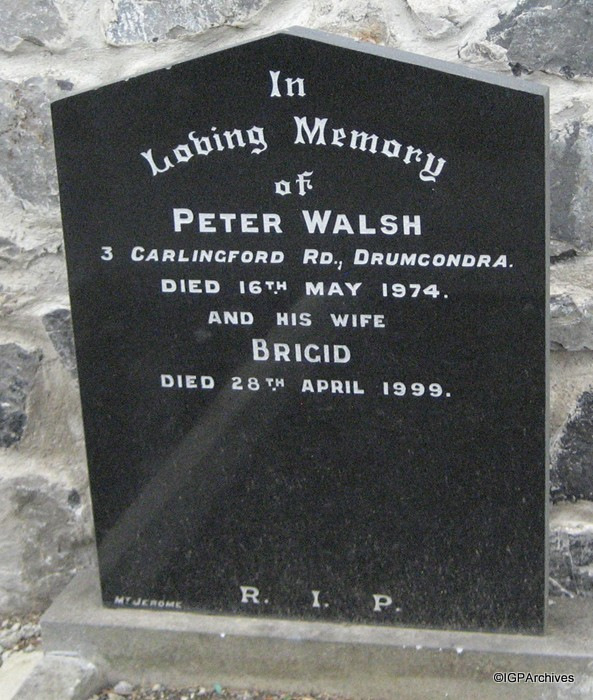 In
Loving Memory
of
PETER WALSH
3 CARLINGFORD RD., DRUMCONDRA.
DIED 16TH MAY 1974.
AND HIS WIFE
BRIGID
DIED 28TH APRIL 1999.
R. I. P.
MT JEROME
©IGPArchives